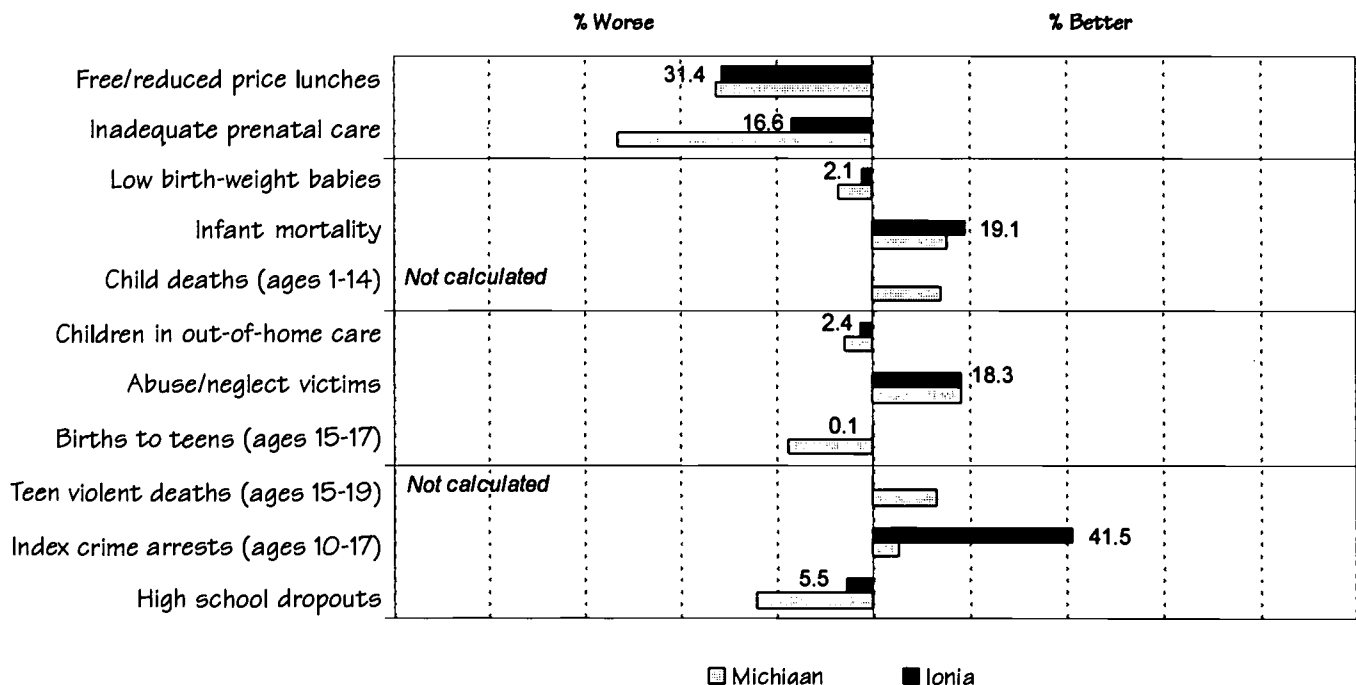 % Worse % Better
Free/reduced price lunches 31.4
Inadequate prenatal care 16.6
Low birth-weight babies 2.1
Infant mortality 19.1
Child deaths (ages 1-14) Not calculated
Children in out-of-home care 2.4
Abuse/neglect victims 18.3
Births to teens (ages 15-17) 0.1
Teen violent deaths (ages 15-19) Not calculated
Index crime arrests (ages 10-17) 41.5
High school dropouts 5.5
Michigan Ionia